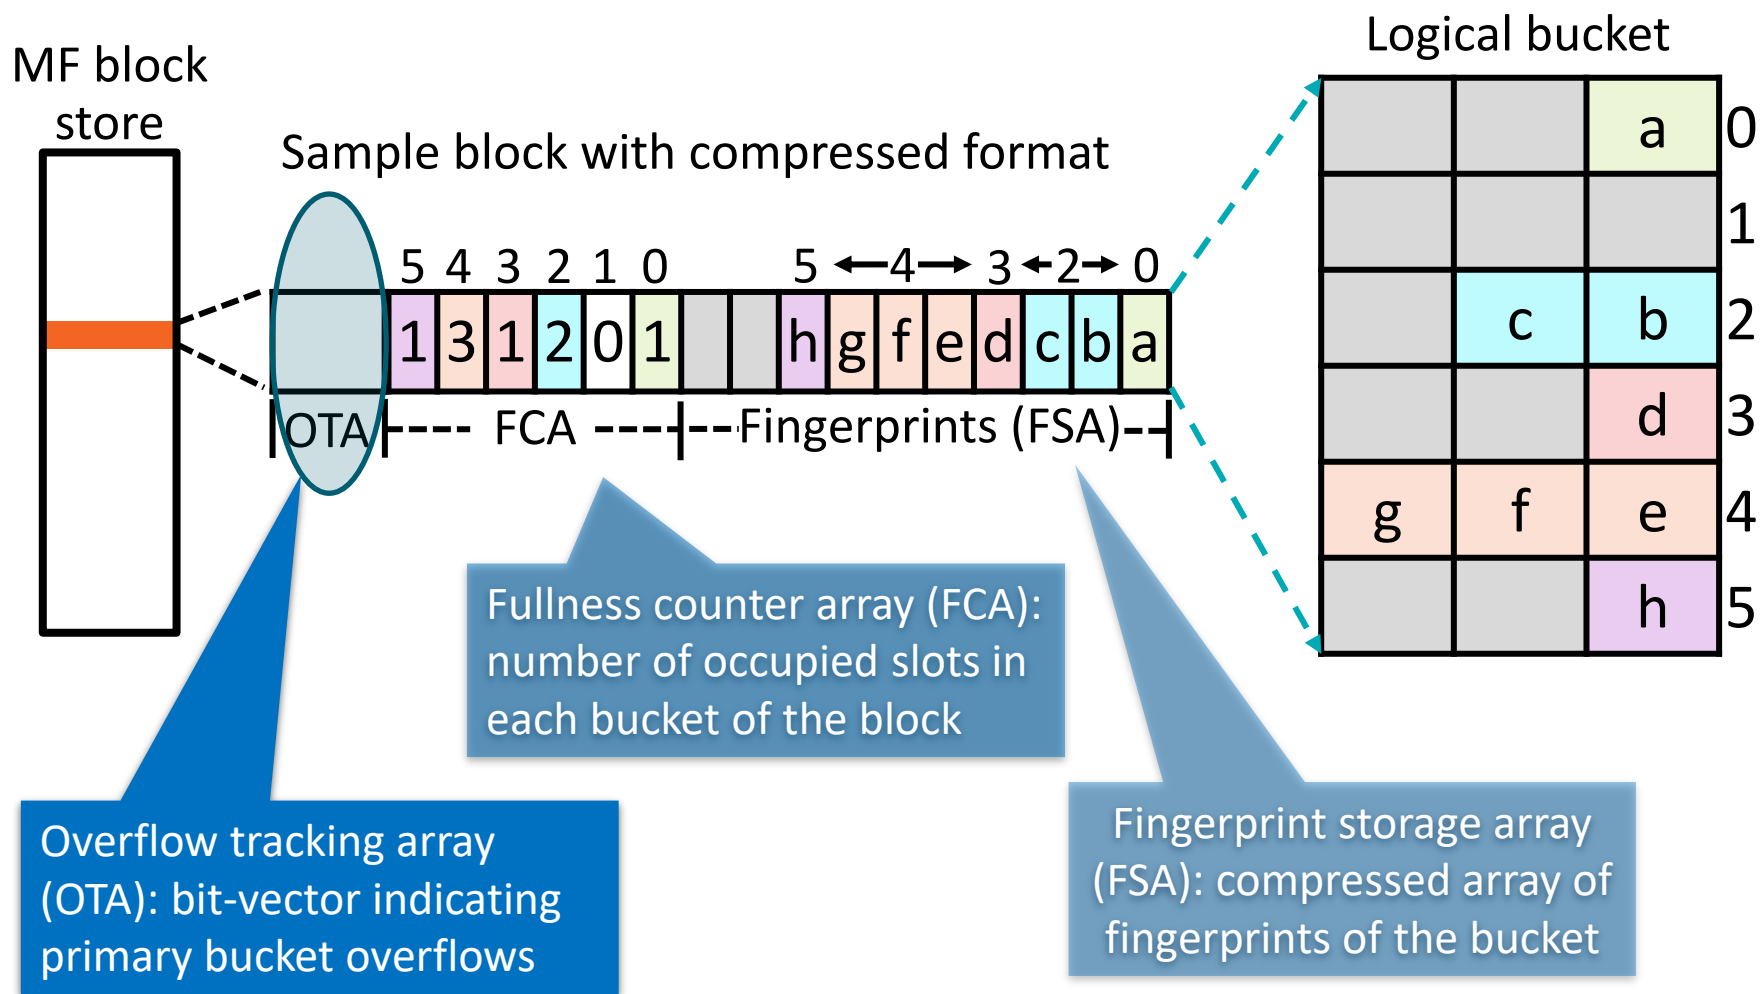 MF block
store
Sample block with compressed format
Logical bucket
5 4 3 2 1 0 5 4 3 2 0
1 3 1 2 0 1 h g f e d c b a
OTA FCA Fingerprints (FSA)
a 0
1
c b 2
d 3
g f e 4
h 5
Fullness counter array (FCA):
number of occupied slots in
each bucket of the block
Overflow tracking array
(OTA): bit-vector indicating
primary bucket overflows
Fingerprint storage array
(FSA): compressed array of
fingerprints of the bucket